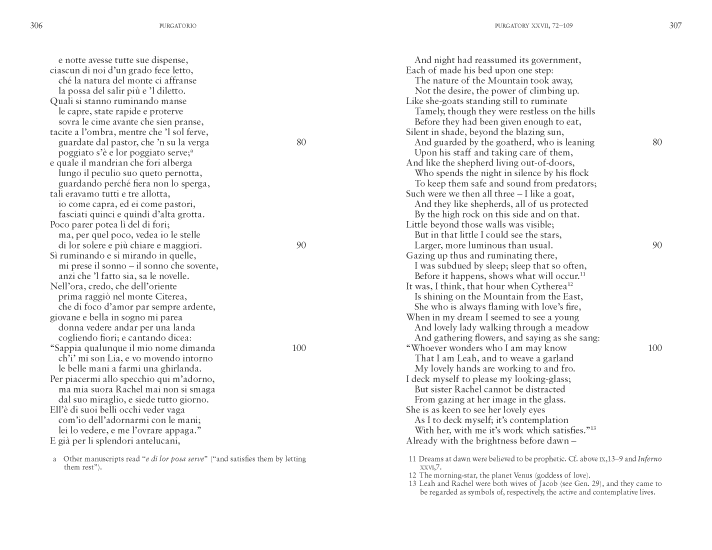 306
PURGATORIO
e notte avesse tutte sue dispense,
ciascun di noi d'un grado fece letto,
ché la natura del monte ci affranse
la possa del salir più e 'l diletto.
Quali si stanno ruminando manse
le capre, state rapide e proterve
sovra le cime avante che sien pranse,
tacite a l'ombra, mentre che 'l sol ferve,
guardate dal pastor, che 'n su la verga 80
poggiato s'è e lor poggiato serve;a
e quale il mandrian che fori alberga
lungo il peculio suo queto pernotta,
guardando perché fiera non lo sperga,
tali eravamo tutti e tre allotta,
io come capra, ed ei come pastori,
fasciati quinci e quindi d'alta grotta.
Poco parer potea lì del di fori;
ma, per quel poco, vedea io le stelle
di lor solere e più chiare e maggiori. 90
Sì ruminando e sì mirando in quelle,
mi prese il sonno – il sonno che sovente,
anzi che 'l fatto sia, sa le novelle.
Nell'ora, credo, che dell'oriente
prima raggiò nel monte Citerea,
che di foco d'amor par sempre ardente,
giovane e bella in sogno mi parea
donna vedere andar per una landa
cogliendo fiori; e cantando dicea:
“Sappia qualunque il mio nome dimanda 100
ch'i' mi son Lia, e vo movendo intorno
le belle mani a farmi una ghirlanda.
Per piacermi allo specchio qui m'adorno,
ma mia suora Rachel mai non si smaga
dal suo miraglio, e siede tutto giorno.
Ell'è di suoi belli occhi veder vaga
com'io dell'adornarmi con le mani;
lei lo vedere, e me l'ovrare appaga.”
E già per li splendori antelucani,
a Other manuscripts read “e di lor posa serve” (“and satisfies them by letting
them rest”).
PURGATORY XXVII, 72–109
307
And night had reassumed its government,
Each of made his bed upon one step:
The nature of the Mountain took away,
Not the desire, the power of climbing up.
Like she-goats standing still to ruminate
Tamely, though they were restless on the hills
Before they had been given enough to eat,
Silent in shade, beyond the blazing sun,
And guarded by the goatherd, who is leaning 80
Upon his staff and taking care of them,
And like the shepherd living out-of-doors,
Who spends the night in silence by his flock
To keep them safe and sound from predators;
Such were we then all three – I like a goat,
And they like shepherds, all of us protected
By the high rock on this side and on that.
Little beyond those walls was visible;
But in that little I could see the stars,
Larger, more luminous than usual. 90
Gazing up thus and ruminating there,
I was subdued by sleep; sleep that so often,
Before it happens, shows what will occur.11
It was, I think, that hour when Cytherea12
Is shining on the Mountain from the East,
She who is always flaming with love's fire,
When in my dream I seemed to see a young
And lovely lady walking through a meadow
And gathering flowers, and saying as she sang:
“Whoever wonders who I am may know 100
That I am Leah, and to weave a garland
My lovely hands are working to and fro.
I deck myself to please my looking-glass;
But sister Rachel cannot be distracted
From gazing at her image in the glass.
She is as keen to see her lovely eyes
As I to deck myself; it's contemplation
With her, with me it's work which satisfies.”13
Already with the brightness before dawn –
11 Dreams at dawn were believed to be prophetic. Cf. above IX,13–9 and Inferno
XXVI,7.
12 The morning-star, the planet Venus (goddess of love).
13 Leah and Rachel were both wives of Jacob (see Gen. 29), and they came to
be regarded as symbols of, respectively, the active and contemplative lives.